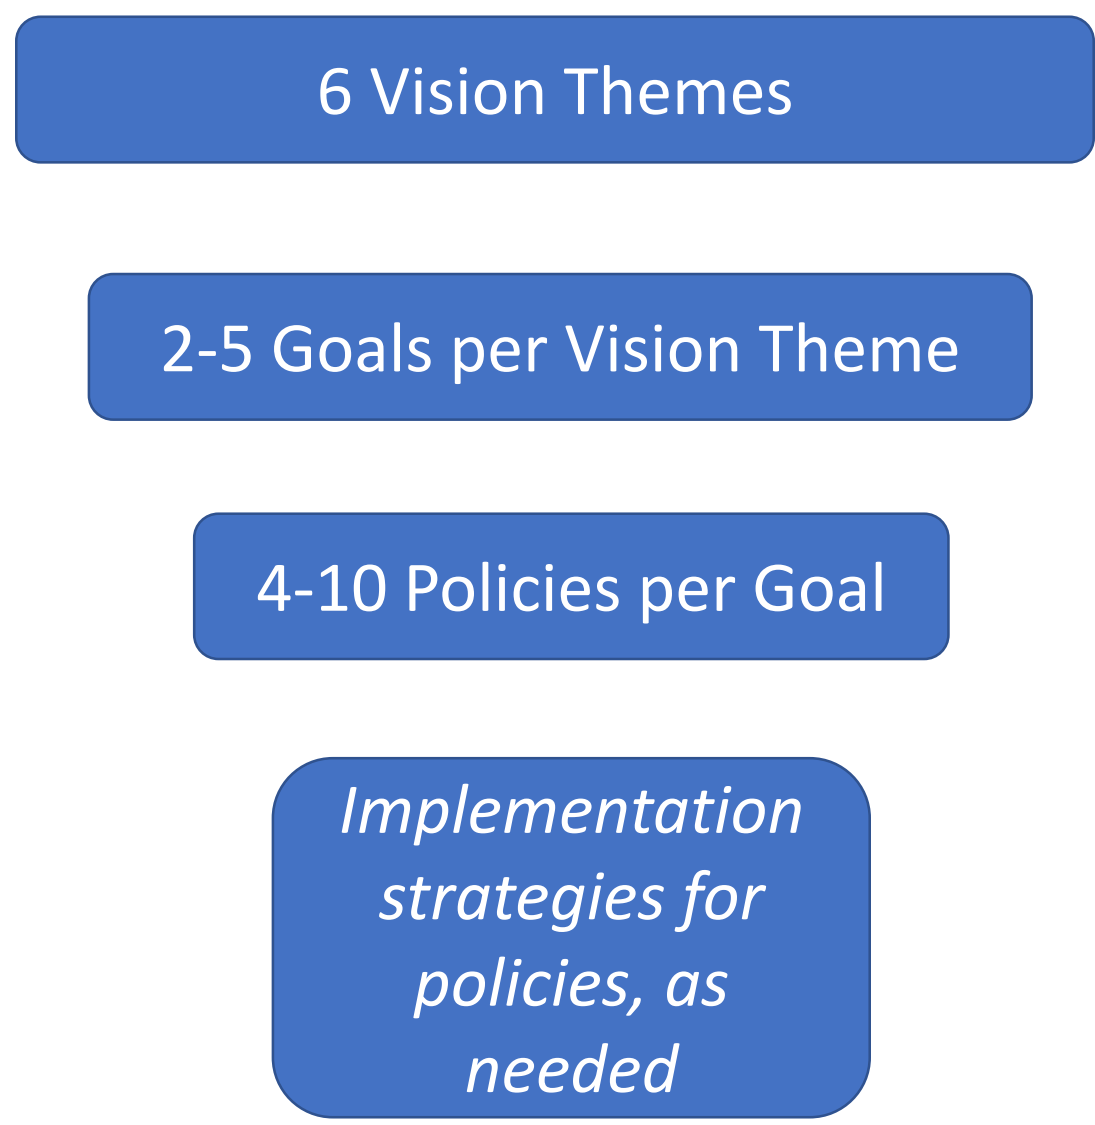 6 Vision Themes
2-5 Goals per Vision Theme
4-10 Policies per Goal
Implementation
strategies for
policies, as
needed